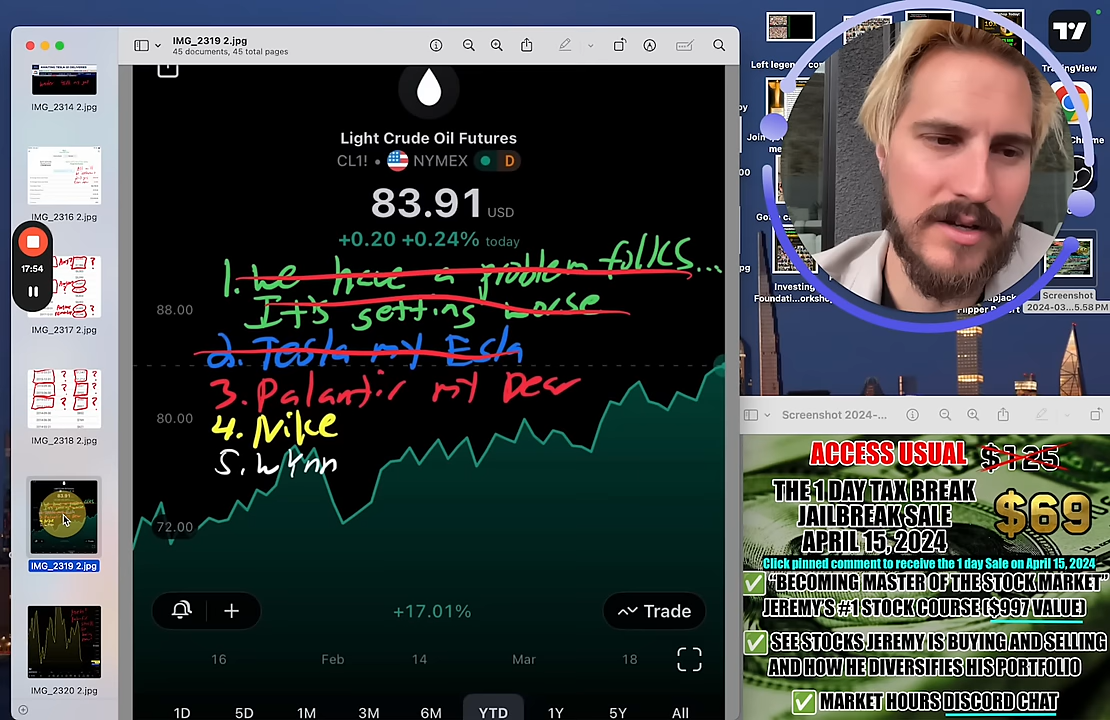 IMG_2319 2.jpg
45 documents, 45 total pages
IMG_2314 2.jpg
IMG_2316 2.jpg
IMG_2317 2.jpg
IMG_2318 2.jpg
IMG_2319 2.jpg
IMG_2320 2.jpg
17:54
Light Crude Oil Futures
CL1! • NYMEX D
83.91 USD
+0.20 +0.24% today
1. We have a problem folks...
It's getting worse
2. Tesla my Esla
3. Palantir my Dear
4. Nike
5. Wynn
88.00
80.00
72.00
+17.01%
Trade
16 Feb 14 Mar 18
1D 5D 1M 3M 6M YTD 1Y 5Y All
TradingView
Screenshot
2024-03...5.58 PM
Screenshot 2024-...
ACCESS USUAL $125
THE 1 DAY TAX BREAK
JAILBREAK SALE
APRIL 15, 2024
$69
Click pinned comment to receive the 1 day Sale on April 15, 2024
✅ "BECOMING MASTER OF THE STOCK MARKET"
JEREMY'S #1 STOCK COURSE ($997 VALUE)
✅ SEE STOCKS JEREMY IS BUYING AND SELLING
AND HOW HE DIVERSIFIES HIS PORTFOLIO
✅ MARKET HOURS DISCORD CHAT